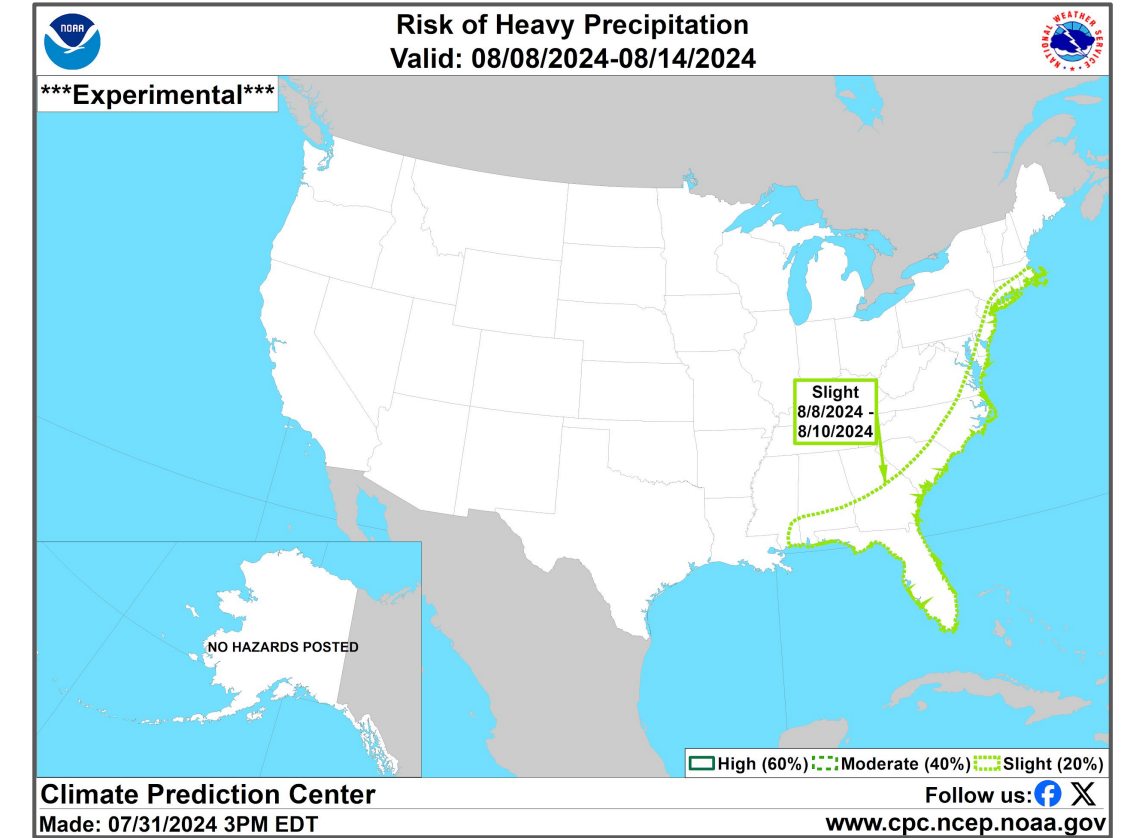 NOAA
Risk of Heavy Precipitation
Valid: 08/08/2024-08/14/2024
NATIONAL WEATHER SERVICE
***Experimental***
Slight
8/8/2024 -
8/10/2024
NO HAZARDS POSTED
High (60%) Moderate (40%) Slight (20%)
Climate Prediction Center
Follow us:
Made: 07/31/2024 3PM EDT
www.cpc.ncep.noaa.gov